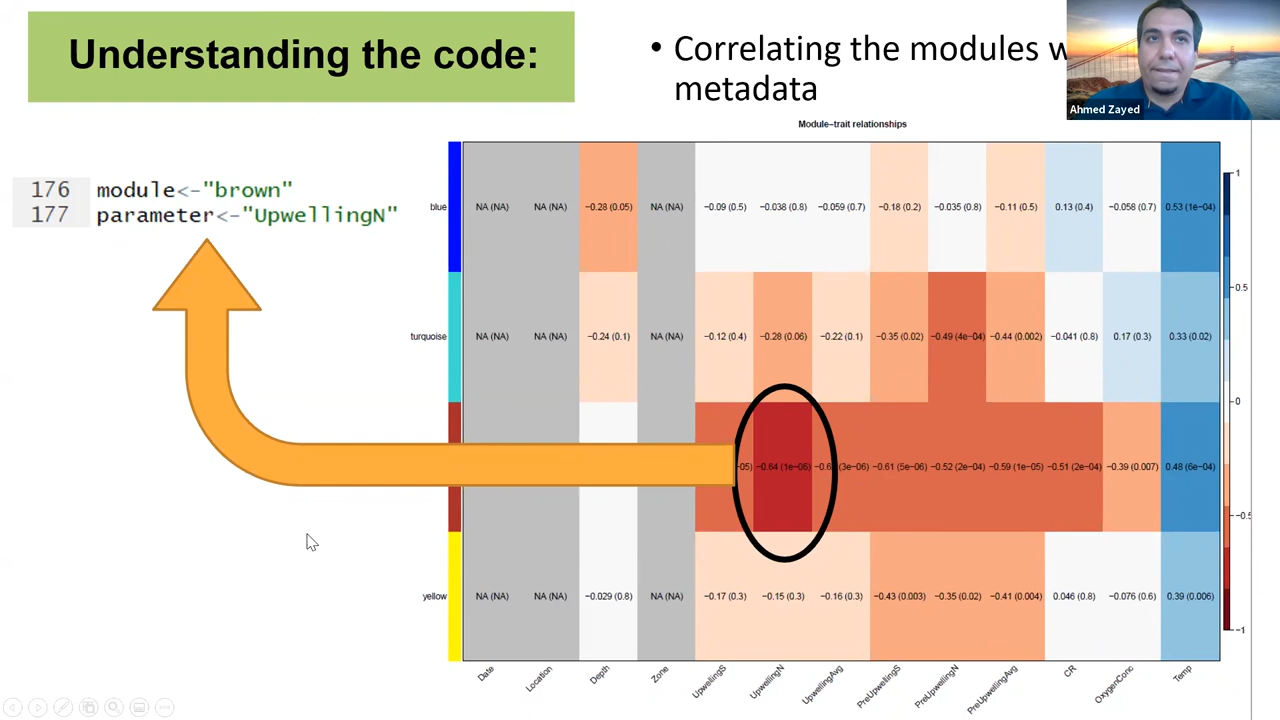 Understanding the code:
• Correlating the modules
metadata
Ahmed Zayed
176 module<-"brown"
177 parameter<-"UpwellingN"
Module−trait relationships
blue NA (NA) NA (NA) −0.28 (0.05) NA (NA) −0.09 (0.5) −0.038 (0.8) −0.059 (0.7) −0.18 (0.2) −0.035 (0.8) −0.11 (0.5) 0.13 (0.4) −0.058 (0.7) 0.53 (1e−04)
turquoise NA (NA) NA (NA) −0.24 (0.1) NA (NA) −0.12 (0.4) −0.28 (0.06) −0.22 (0.1) −0.35 (0.02) −0.49 (4e−04) −0.44 (0.002) −0.041 (0.8) 0.17 (0.3) 0.33 (0.02)
−05) −0.64 (1e−06) (3e−06) −0.61 (5e−06) −0.52 (2e−04) −0.59 (1e−05) −0.51 (2e−04) −0.39 (0.007) 0.48 (6e−04)
yellow NA (NA) NA (NA) −0.029 (0.8) NA (NA) −0.17 (0.3) −0.15 (0.3) −0.16 (0.3) −0.43 (0.003) −0.35 (0.02) −0.41 (0.004) 0.046 (0.8) −0.076 (0.6) 0.39 (0.006)
1
0.5
0
−0.5
−1
Date Location Depth Zone UpwellingS UpwellingN UpwellingAvg PreUpwellingS PreUpwellingN PreUpwellingAvg CR OxygenConc Temp